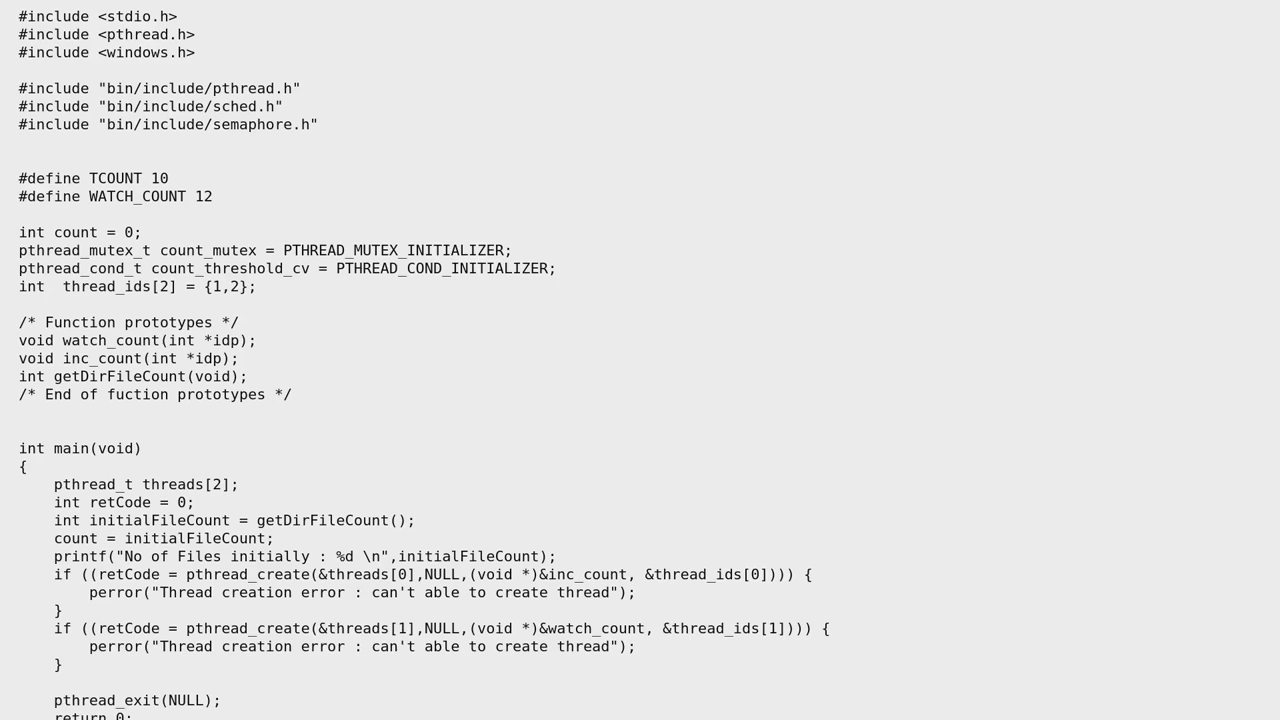 #include <stdio.h>
#include <pthread.h>
#include <windows.h>

#include "bin/include/pthread.h"
#include "bin/include/sched.h"
#include "bin/include/semaphore.h"


#define TCOUNT 10
#define WATCH_COUNT 12

int count = 0;
pthread_mutex_t count_mutex = PTHREAD_MUTEX_INITIALIZER;
pthread_cond_t count_threshold_cv = PTHREAD_COND_INITIALIZER;
int  thread_ids[2] = {1,2};

/* Function prototypes */
void watch_count(int *idp);
void inc_count(int *idp);
int getDirFileCount(void);
/* End of fuction prototypes */


int main(void)
{
    pthread_t threads[2];
    int retCode = 0;
    int initialFileCount = getDirFileCount();
    count = initialFileCount;
    printf("No of Files initially : %d \n",initialFileCount);
    if ((retCode = pthread_create(&threads[0],NULL,(void *)&inc_count, &thread_ids[0]))) {
        perror("Thread creation error : can't able to create thread");
    }
    if ((retCode = pthread_create(&threads[1],NULL,(void *)&watch_count, &thread_ids[1]))) {
        perror("Thread creation error : can't able to create thread");
    }

    pthread_exit(NULL);
    return 0;